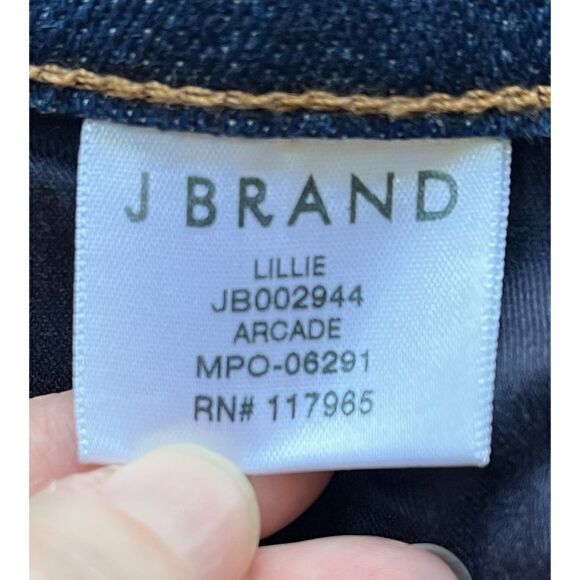 J BRAND
LILLIE
JB002944
ARCADE
MPO-06291
RN# 117965